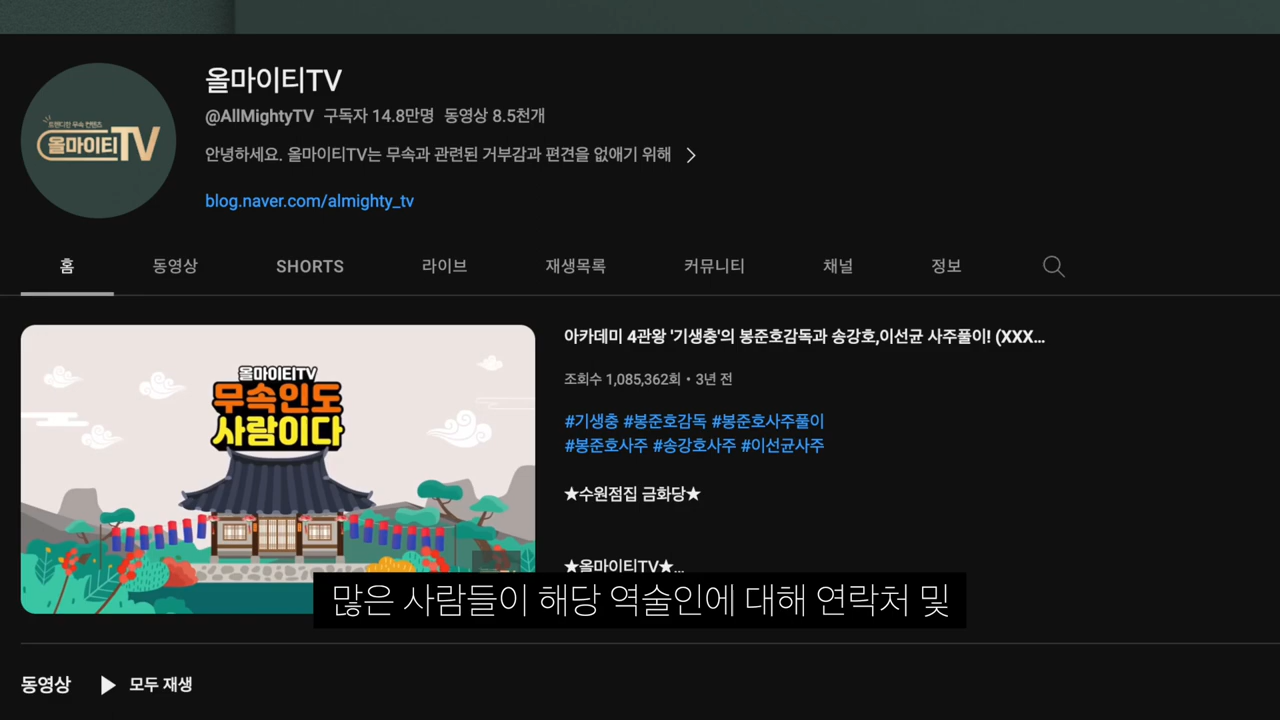 올마이티TV
트렌디한 무속 컨텐츠
올마이티TV
@AllMightyTV 구독자 14.8만명 동영상 8.5천개
안녕하세요. 올마이티TV는 무속과 관련된 거부감과 편견을 없애기 위해
blog.naver.com/almighty_tv
홈 동영상 SHORTS 라이브 재생목록 커뮤니티 채널 정보
올마이티TV
무속인도
사람이다
아카데미 4관왕 '기생충'의 봉준호감독과 송강호,이선균 사주풀이! (XXX...
조회수 1,085,362회 • 3년 전
#기생충 #봉준호감독 #봉준호사주풀이
#봉준호사주 #송강호사주 #이선균사주
★수원점집 금화당★
★올마이티TV★...
많은 사람들이 해당 역술인에 대해 연락처 및
동영상 모두 재생